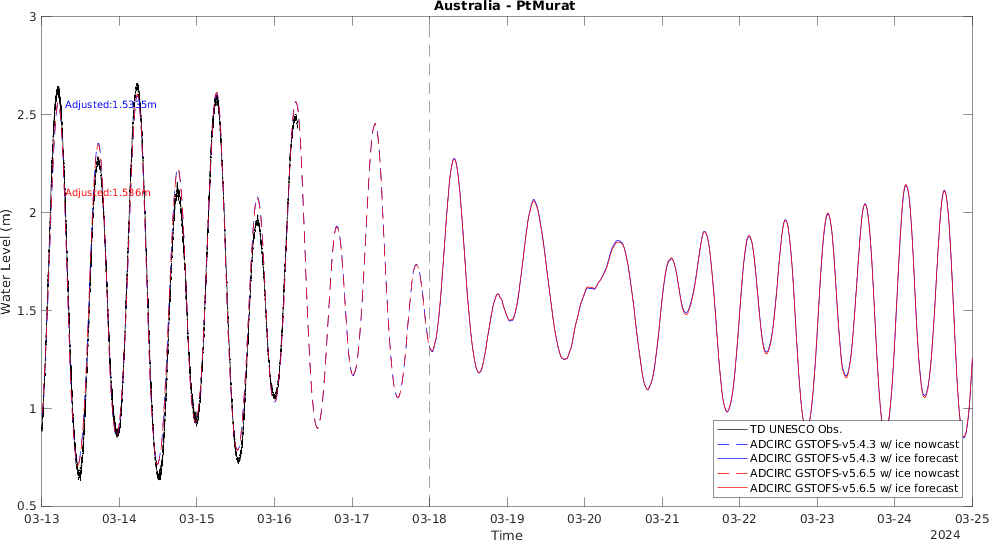 Australia - PtMurat
3
2.5
2
1.5
1
0.5
Water Level (m)
Adjusted:1.5335m
Adjusted:1.536m
TD UNESCO Obs.
ADCIRC GSTOFS-v5.4.3 w/ ice nowcast
ADCIRC GSTOFS-v5.4.3 w/ ice forecast
ADCIRC GSTOFS-v5.6.5 w/ ice nowcast
ADCIRC GSTOFS-v5.6.5 w/ ice forecast
03-13 03-14 03-15 03-16 03-17 03-18 03-19 03-20 03-21 03-22 03-23 03-24 03-25
Time
2024